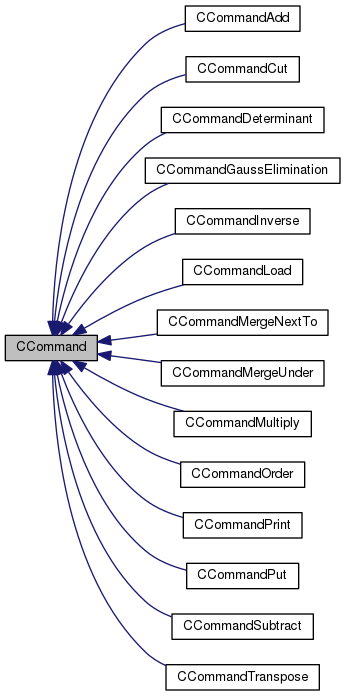 CCommandAdd
CCommandCut
CCommandDeterminant
CCommandGaussElimination
CCommandInverse
CCommandLoad
CCommandMergeNextTo
CCommand
CCommandMergeUnder
CCommandMultiply
CCommandOrder
CCommandPrint
CCommandPut
CCommandSubtract
CCommandTranspose